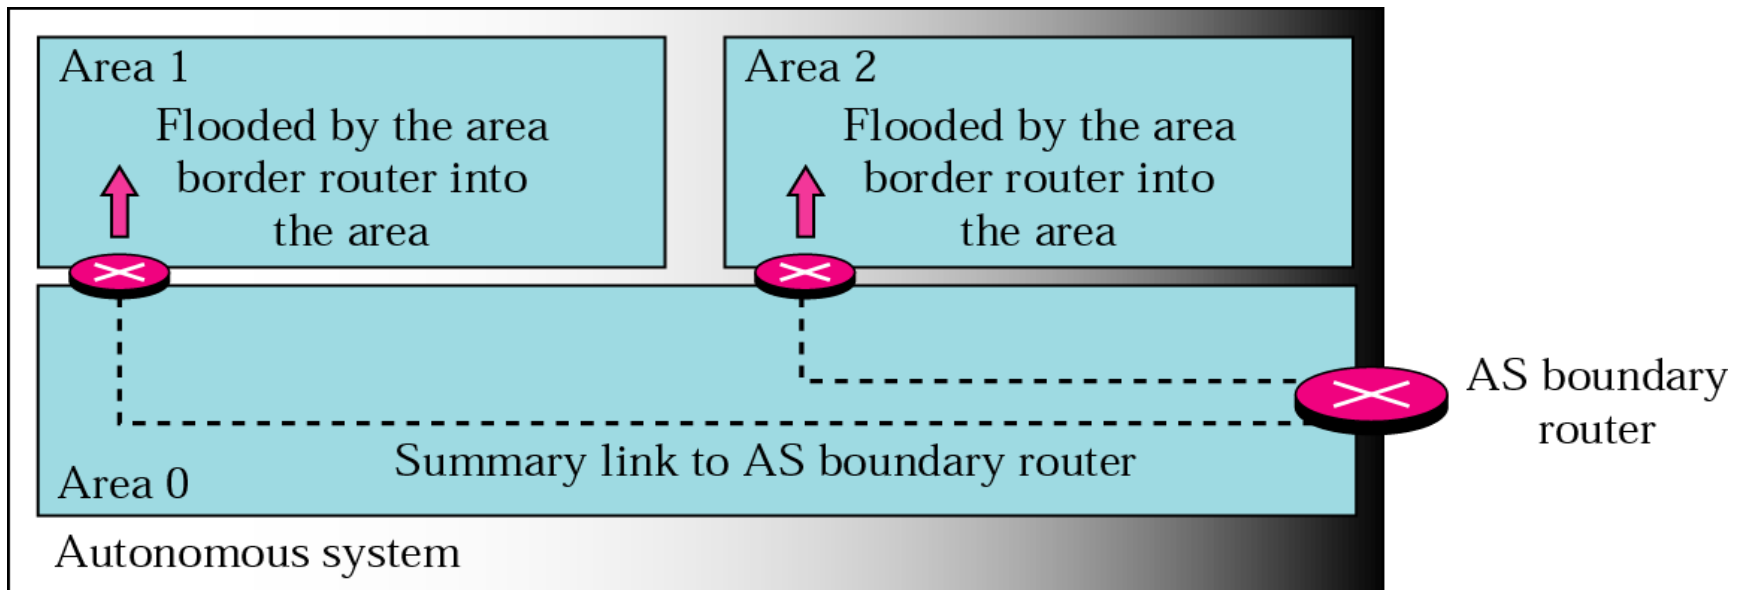 Area 1
Flooded by the area
border router into
the area
Area 2
Flooded by the area
border router into
the area
AS boundary
router
Summary link to AS boundary router
Area 0
Autonomous system